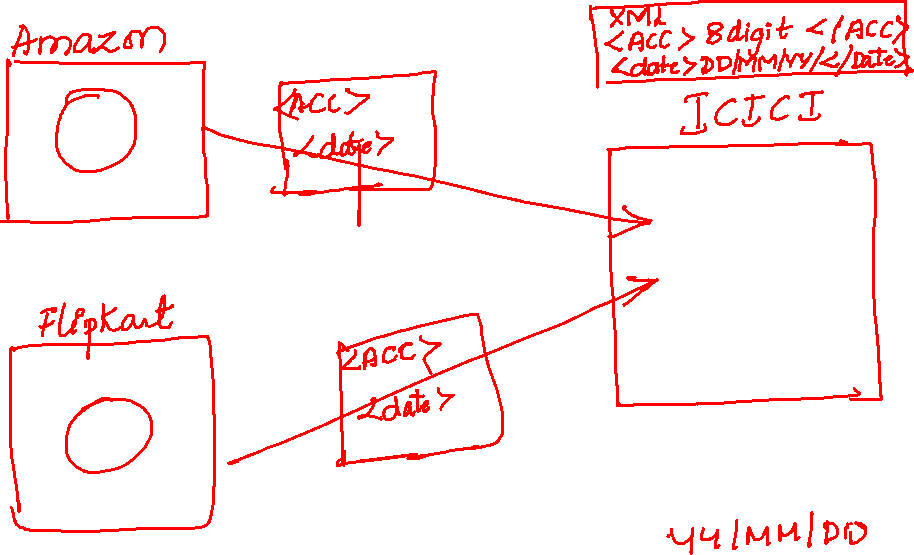 Amazon
<ACC>
<date>
XML
<ACC> 8digit </ACC>
<date>DD/MM/YY/</Date>
ICICI
Flipkart
<ACC>
<date>
YY/MM/DD